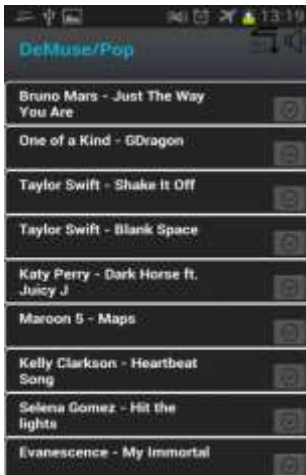 13:19
DeMuse/Pop
Bruno Mars - Just The Way
You Are
One of a Kind - GDragon
Taylor Swift - Shake It Off
Taylor Swift - Blank Space
Katy Perry - Dark Horse ft.
Juicy J
Maroon 5 - Maps
Kelly Clarkson - Heartbeat
Song
Selena Gomez - Hit the
lights
Evanescence - My Immortal